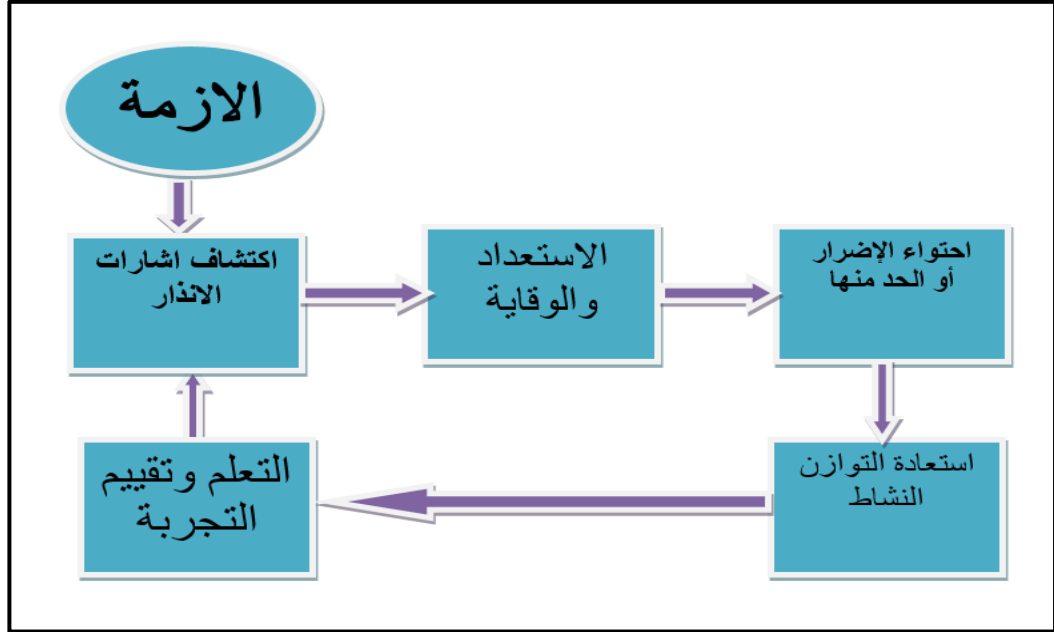 الازمة
اكتشاف اشارات
الانذار
الاستعداد
والوقاية
احتواء الإضرار
أو الحد منها
استعادة التوازن
النشاط
التعلم وتقييم
التجربة